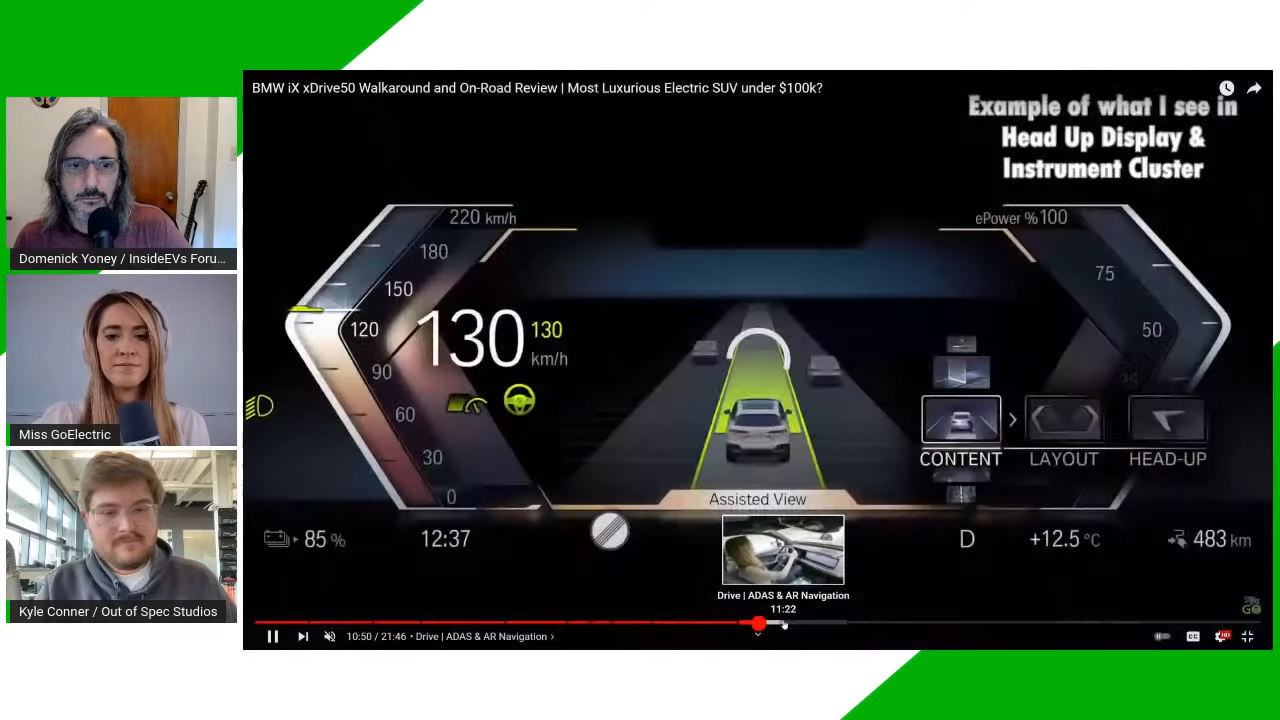 BMW iX xDrive50 Walkaround and On-Road Review | Most Luxurious Electric SUV under $100k?
Example of what I see in
Head Up Display &
Instrument Cluster
Domenick Yoney / InsideEVs Foru...
Miss GoElectric
Kyle Conner / Out of Spec Studios
220 km/h
180
150
120
90
60
30
0
130
130
km/h
ePower % 100
75
50
25
CONTENT
LAYOUT
HEAD-UP
Assisted View
85 %
12:37
D
+12.5 °C
483 km
Drive | ADAS & AR Navigation
11:22
GO
10:50 / 21:46 • Drive | ADAS & AR Navigation ›
CC
HD